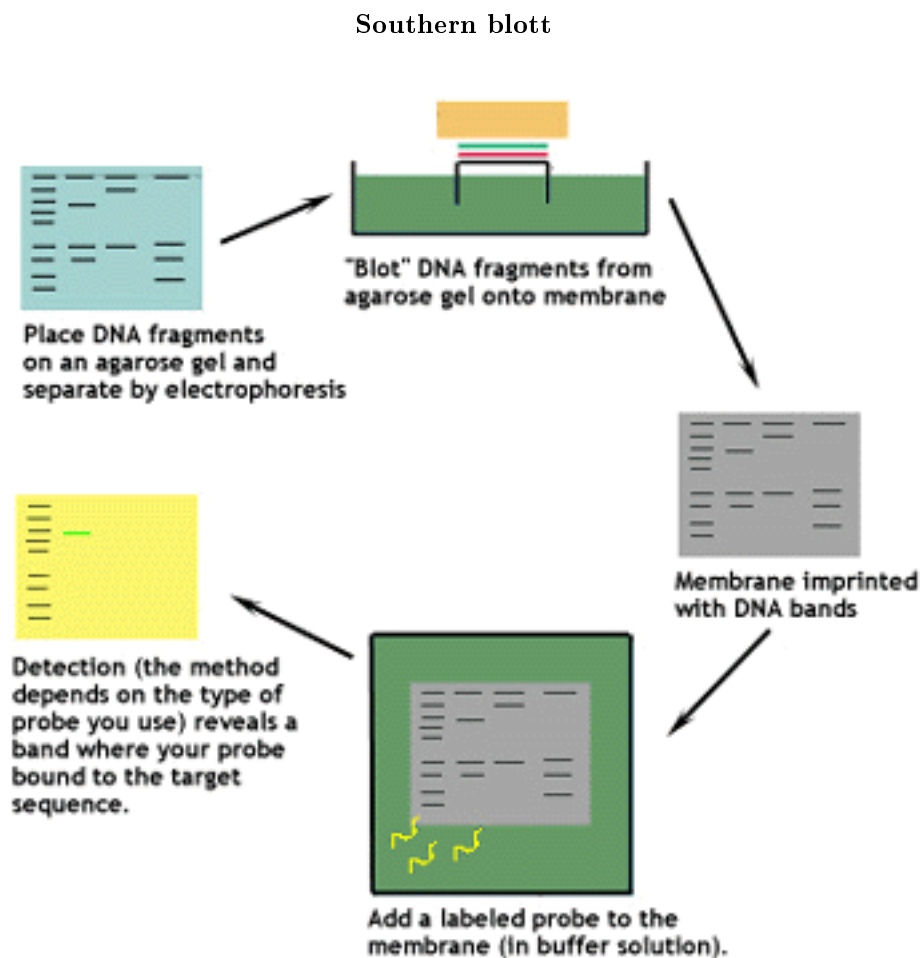 Southern blott
"Blot" DNA fragments from
agarose gel onto membrane
Place DNA fragments
on an agarose gel and
separate by electrophoresis
Membrane imprinted
with DNA bands
Detection (the method
depends on the type of
probe you use) reveals a
band where your probe
bound to the target
sequence.
Add a labeled probe to the
membrane (in buffer solution).